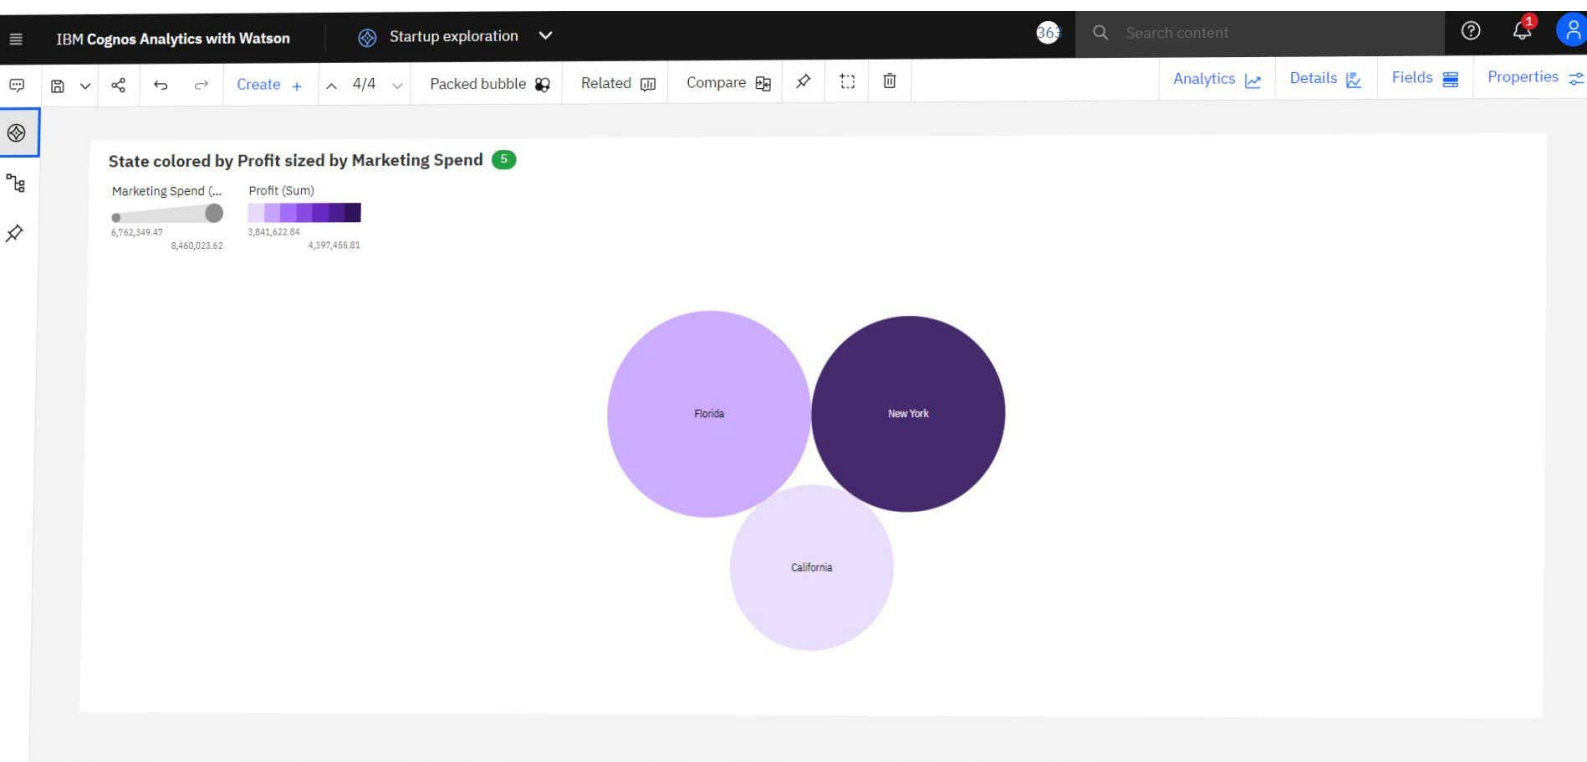 IBM Cognos Analytics with Watson
Startup exploration
363
Search content
1
Create +
4/4
Packed bubble
Related
Compare
Analytics
Details
Fields
Properties
State colored by Profit sized by Marketing Spend 5
Marketing Spend (...
Profit (Sum)
6,762,349.47
8,460,023.62
3,841,622.84
4,397,455.81
Florida
New York
California